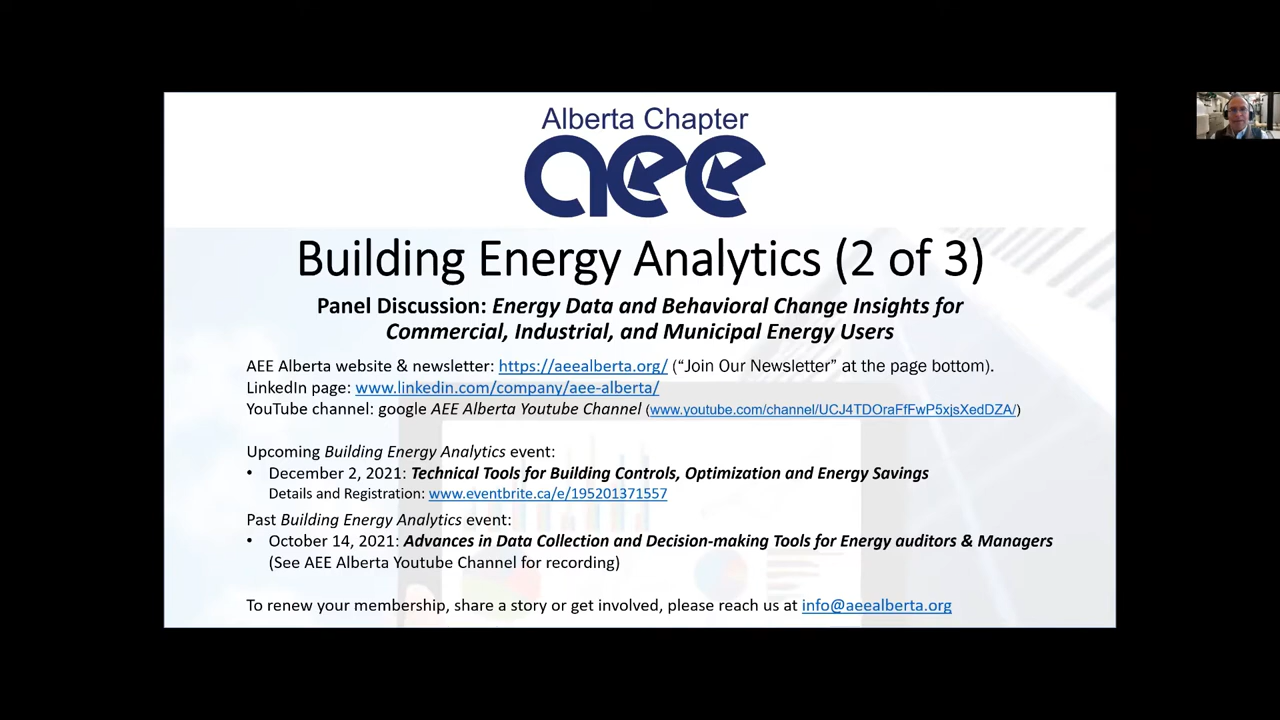 Alberta Chapter
aee
Building Energy Analytics (2 of 3)
Panel Discussion: Energy Data and Behavioral Change Insights for
Commercial, Industrial, and Municipal Energy Users
AEE Alberta website & newsletter: https://aeealberta.org/ (“Join Our Newsletter” at the page bottom).
LinkedIn page: www.linkedin.com/company/aee-alberta/
YouTube channel: google AEE Alberta Youtube Channel (www.youtube.com/channel/UCJ4TDOraFfFwP5xjsXedDZA/)
Upcoming Building Energy Analytics event:
• December 2, 2021: Technical Tools for Building Controls, Optimization and Energy Savings
Details and Registration: www.eventbrite.ca/e/195201371557
Past Building Energy Analytics event:
• October 14, 2021: Advances in Data Collection and Decision-making Tools for Energy auditors & Managers
(See AEE Alberta Youtube Channel for recording)
To renew your membership, share a story or get involved, please reach us at info@aeealberta.org